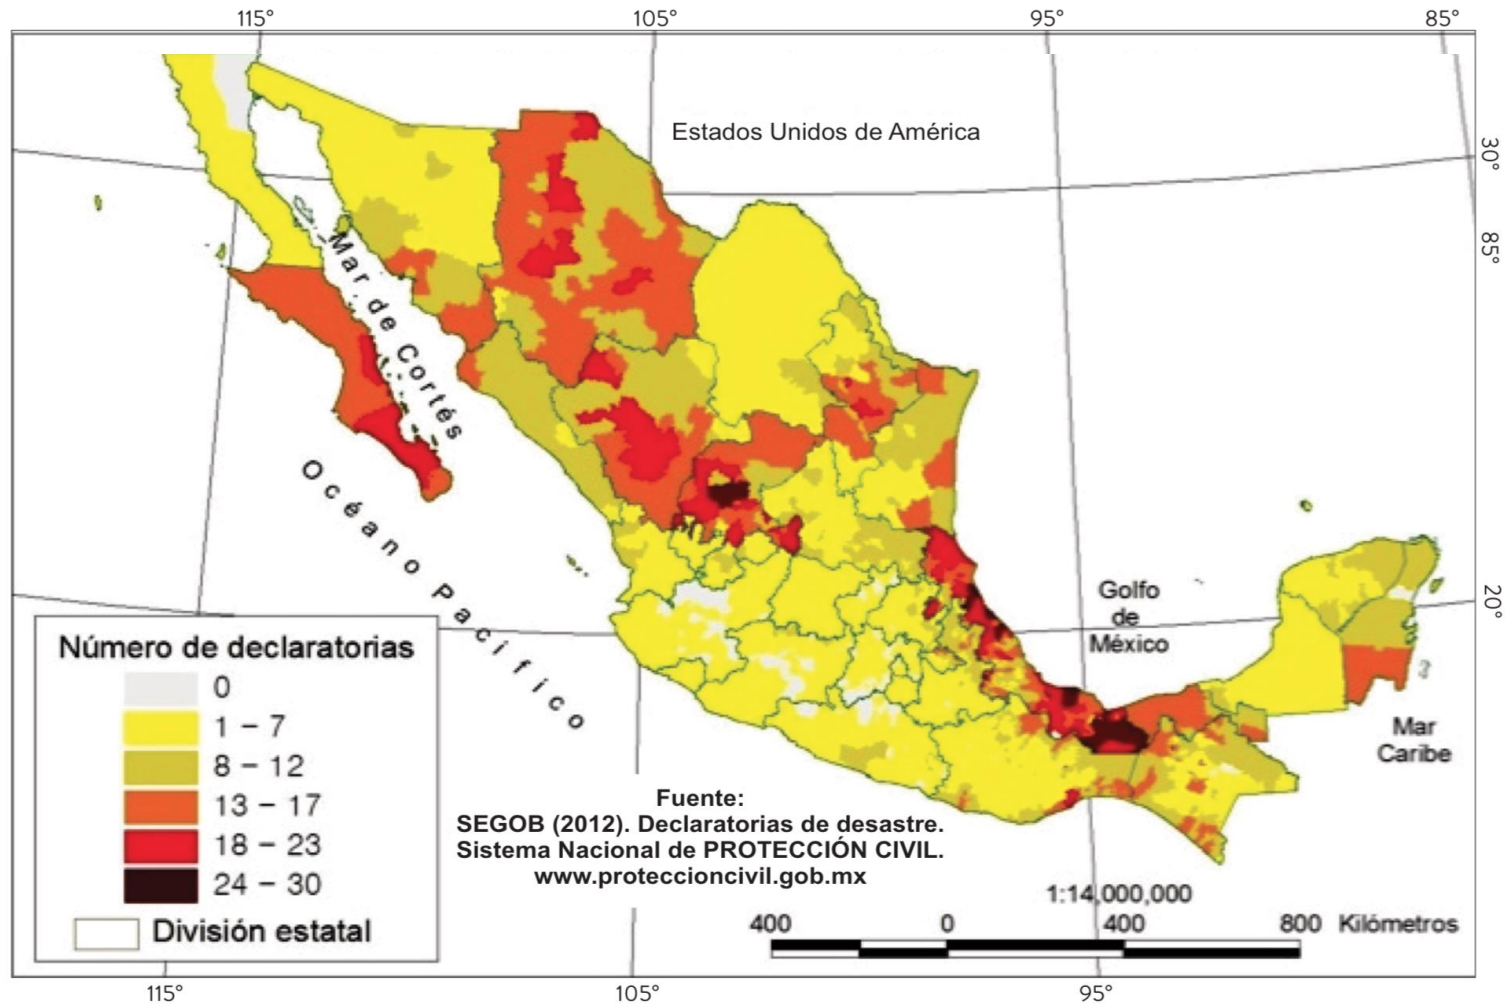 115°
105°
95°
85°
Estados Unidos de América
30°
85°
Mar de Cortés
Océano Pacífico
Golfo
de
México
20°
Mar
Caribe
Número de declaratorias
0
1 – 7
8 – 12
13 – 17
18 – 23
24 – 30
División estatal
Fuente:
SEGOB (2012). Declaratorias de desastre.
Sistema Nacional de PROTECCIÓN CIVIL.
www.proteccioncivil.gob.mx
1:14,000,000
400 0 400 800 Kilómetros
115°
105°
95°